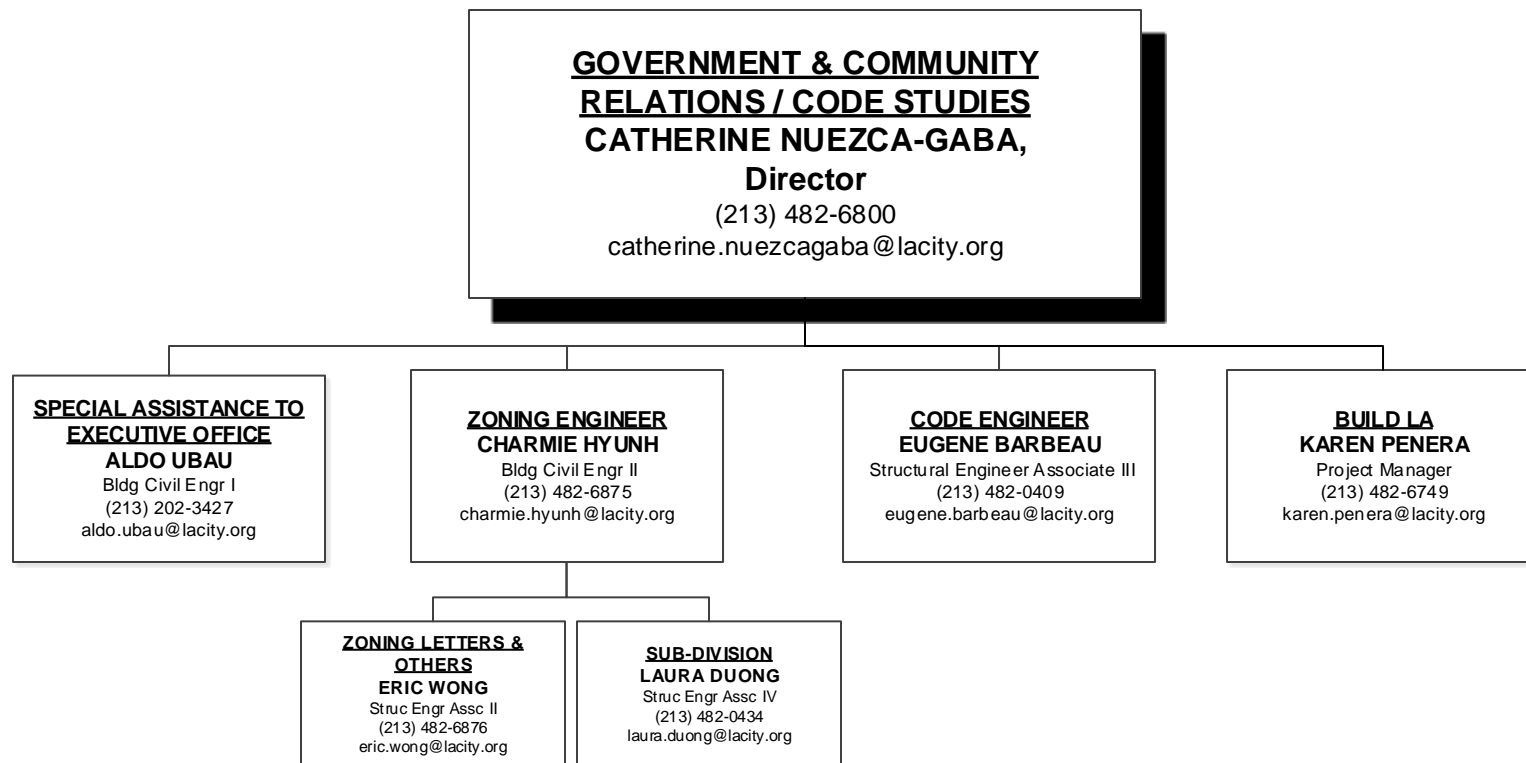 GOVERNMENT & COMMUNITY
RELATIONS / CODE STUDIES
CATHERINE NUEZCA-GABA,
Director
(213) 482-6800
catherine.nuezcagaba@lacity.org
SPECIAL ASSISTANCE TO
EXECUTIVE OFFICE
ALDO UBAU
Bldg Civil Engr I
(213) 202-3427
aldo.ubau@lacity.org
ZONING ENGINEER
CHARMIE HYUNH
Bldg Civil Engr II
(213) 482-6875
charmie.hyunh@lacity.org
CODE ENGINEER
EUGENE BARBEAU
Structural Engineer Associate III
(213) 482-0409
eugene.barbeau@lacity.org
BUILD LA
KAREN PENERA
Project Manager
(213) 482-6749
karen.penera@lacity.org
ZONING LETTERS &
OTHERS
ERIC WONG
Struc Engr Assc II
(213) 482-6876
eric.wong@lacity.org
SUB-DIVISION
LAURA DUONG
Struc Engr Assc IV
(213) 482-0434
laura.duong@lacity.org